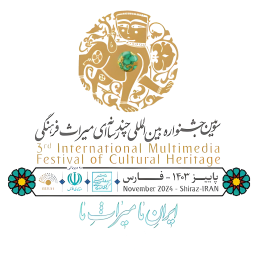 سومین جشنواره بین‌المللی چندرسانه‌ای میراث فرهنگی
3rd International Multimedia
Festival of Cultural Heritage
پاییز ۱۴۰۳ - فارس
November 2024 - Shiraz-IRAN
ایرانِ ما میراثِ ما